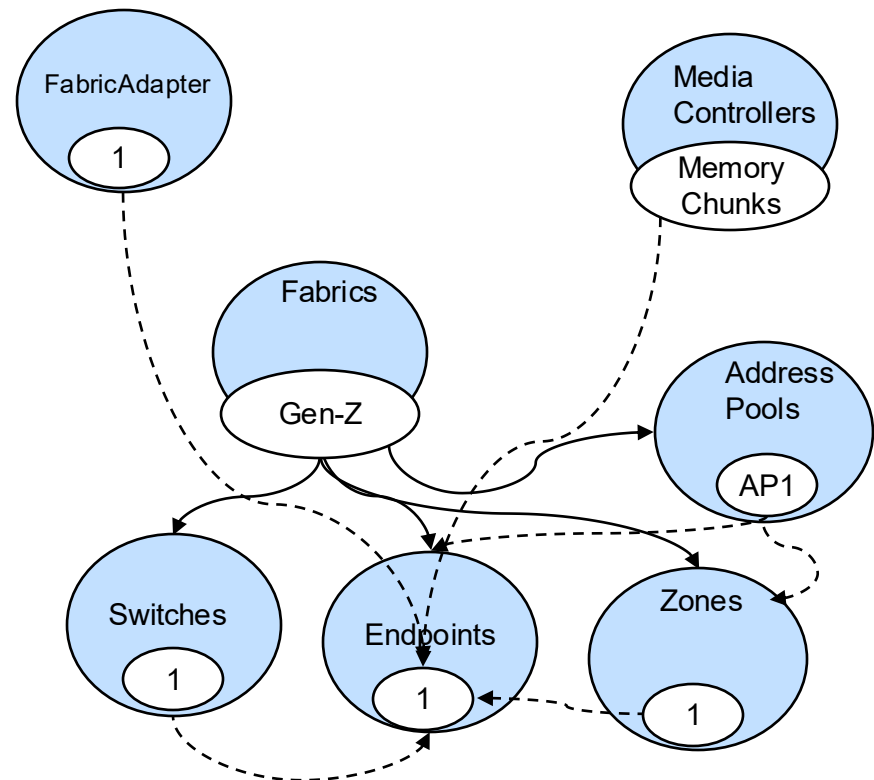 FabricAdapter
1
Media
Controllers
Memory
Chunks
Fabrics
Gen-Z
Address
Pools
AP1
Switches
1
Endpoints
1
Zones
1